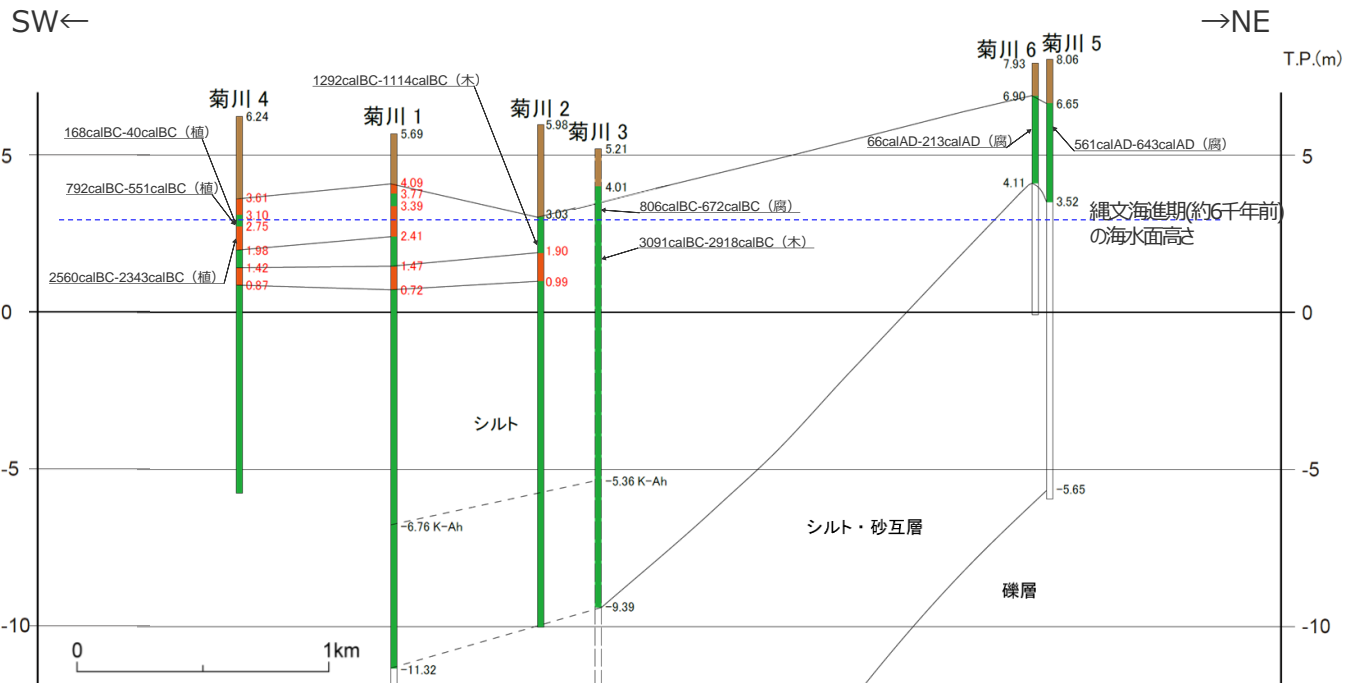 SW←
→NE
T.P.(m)
菊川 4
6.24
菊川 1
5.69
菊川 2
5.98
菊川 3
5.21
菊川 6
7.93
菊川 5
8.06
1292calBC-1114calBC（木）
168calBC-40calBC（植）
792calBC-551calBC（植）
2560calBC-2343calBC（植）
806calBC-672calBC（腐）
3091calBC-2918calBC（木）
66calAD-213calAD（腐）
561calAD-643calAD（腐）
縄文海進期(約6千年前)
の海水面高さ
3.61
3.10
2.75
1.98
1.42
0.87
4.09
3.77
3.39
2.41
1.47
0.72
-6.76 K-Ah
-11.32
3.03
1.90
0.99
4.01
-5.36 K-Ah
-9.39
6.90
4.11
6.65
3.52
-5.65
シルト
シルト・砂互層
礫層
5
0
-5
-10
5
0
-5
-10
0
1km